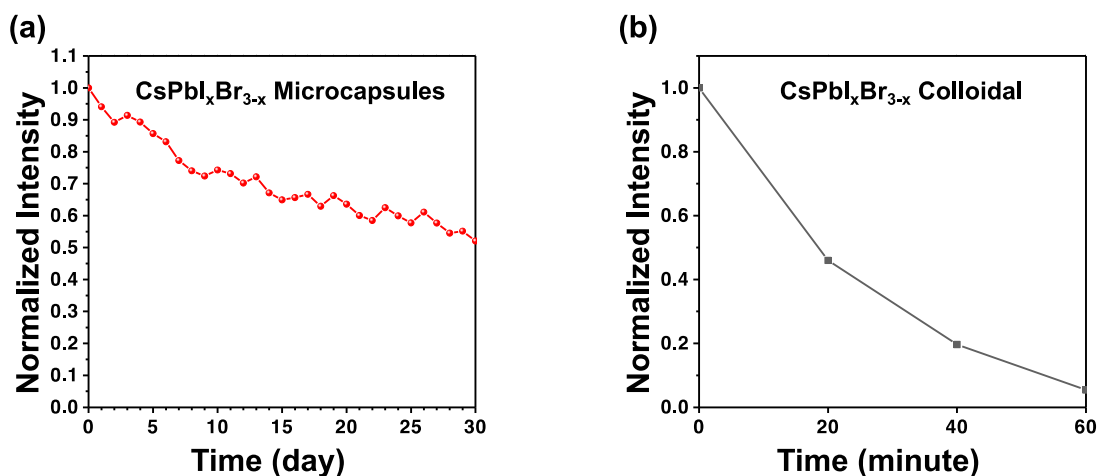 (a)
CsPbIₓBr₃₋ₓ Microcapsules
Normalized Intensity
1.1
1.0
0.9
0.8
0.7
0.6
0.5
0.4
0.3
0.2
0.1
0.0
0 5 10 15 20 25 30
Time (day)
(b)
CsPbIₓBr₃₋ₓ Colloidal
Normalized Intensity
1.0
0.8
0.6
0.4
0.2
0.0
0 20 40 60
Time (minute)